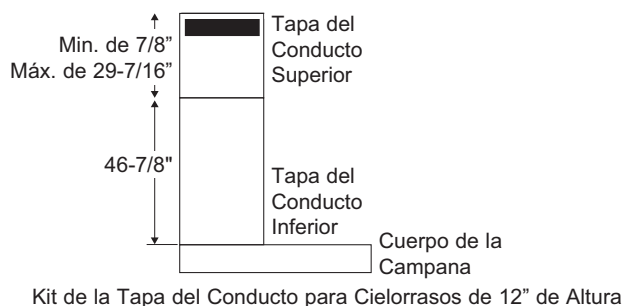 Min. de 7/8”
Máx. de 29-7/16”
Tapa del
Conducto
Superior
46-7/8"
Tapa del
Conducto
Inferior
Cuerpo de la
Campana
Kit de la Tapa del Conducto para Cielorrasos de 12” de Altura